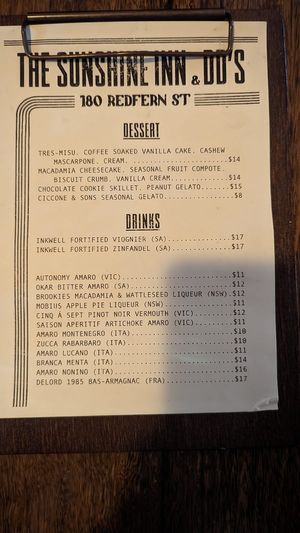 THE SUNSHINE INN & DD'S
180 REDFERN ST
DESSERT
TRES-MISU. COFFEE SOAKED VANILLA CAKE. CASHEW
MASCARPONE. CREAM. ......................$14
MACADAMIA CHEESECAKE. SEASONAL FRUIT COMPOTE.
BISCUIT CRUMB. VANILLA CREAM..............$14
CHOCOLATE COOKIE SKILLET. PEANUT GELATO......$15
CICCONE & SONS SEASONAL GELATO...............$8
DRINKS
INKWELL FORTIFIED VIOGNIER (SA)..............$17
INKWELL FORTIFIED ZINFANDEL (SA).............$17
AUTONOMY AMARO (VIC).........................$11
OKAR BITTER AMARO (SA).......................$12
BROOKIES MACADAMIA & WATTLESEED LIQUEUR (NSW).$12
MOBIUS APPLE PIE LIQUEUR (NSW)...............$11
CINQ Á SEPT PINOT NOIR VERMOUTH (VIC)........$12
SAISON APERITIF ARTICHOKE AMARO (VIC)........$11
AMARO MONTENEGRO (ITA).......................$10
ZUCCA RABARBARO (ITA)........................$10
AMARO LUCANO (ITA)...........................$11
BRANCA MENTA (ITA)...........................$14
AMARO NONINO (ITA)...........................$16
DELORD 1985 BAS-ARMAGNAC (FRA)...............$17